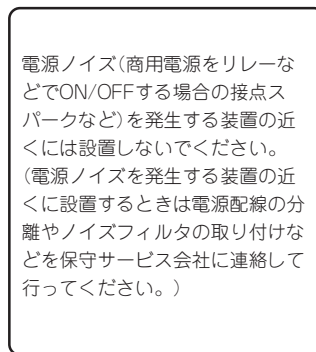 電源ノイズ(商用電源をリレーな
どでON/OFFする場合の接点ス
パークなど)を発生する装置の近
くには設置しないでください。
(電源ノイズを発生する装置の近
くに設置するときは電源配線の分
離やノイズフィルタの取り付けな
どを保守サービス会社に連絡して
行ってください。)